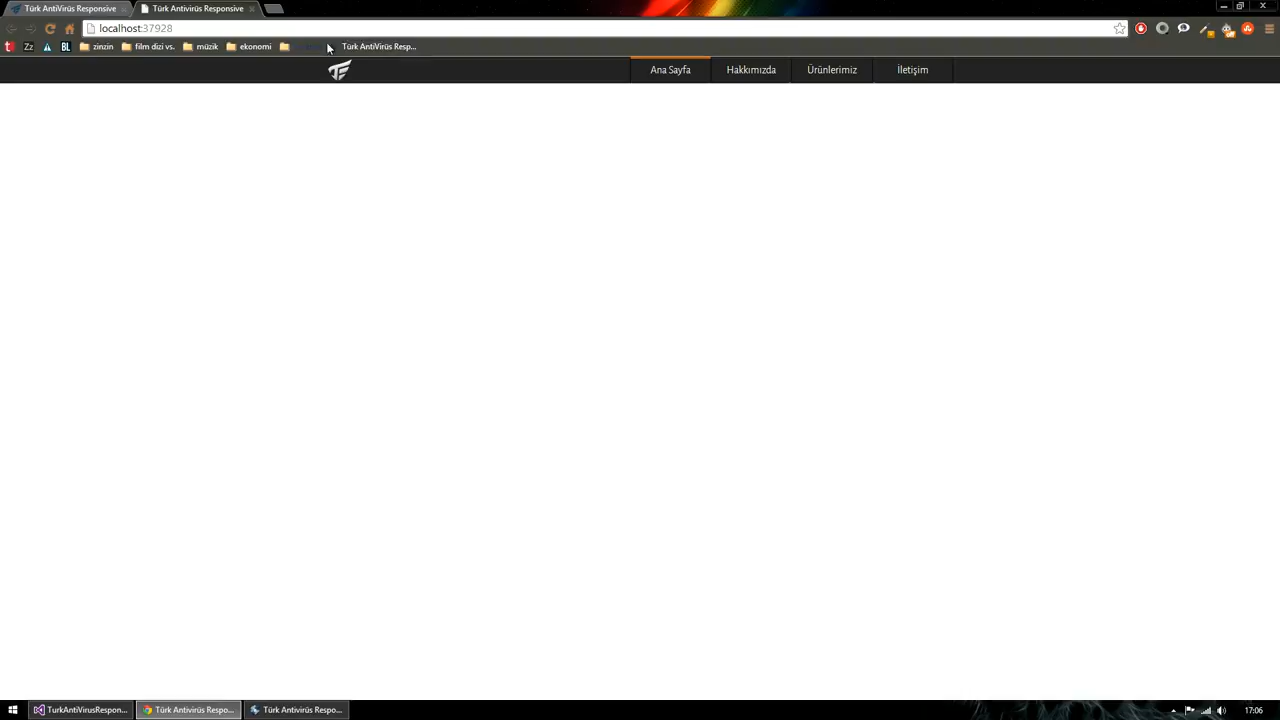 Türk AntiVirüs Responsive
Türk Antivirüs Responsive
localhost:37928
t
Zz
BL
zinzin
film dizi vs.
müzik
ekonomi
Türk AntiVirüs Resp...
Ana Sayfa
Hakkımızda
Ürünlerimiz
İletişim
TurkAntiVirusRespon...
Türk Antivirüs Respo...
Türk Antivirüs Respo...
17:06